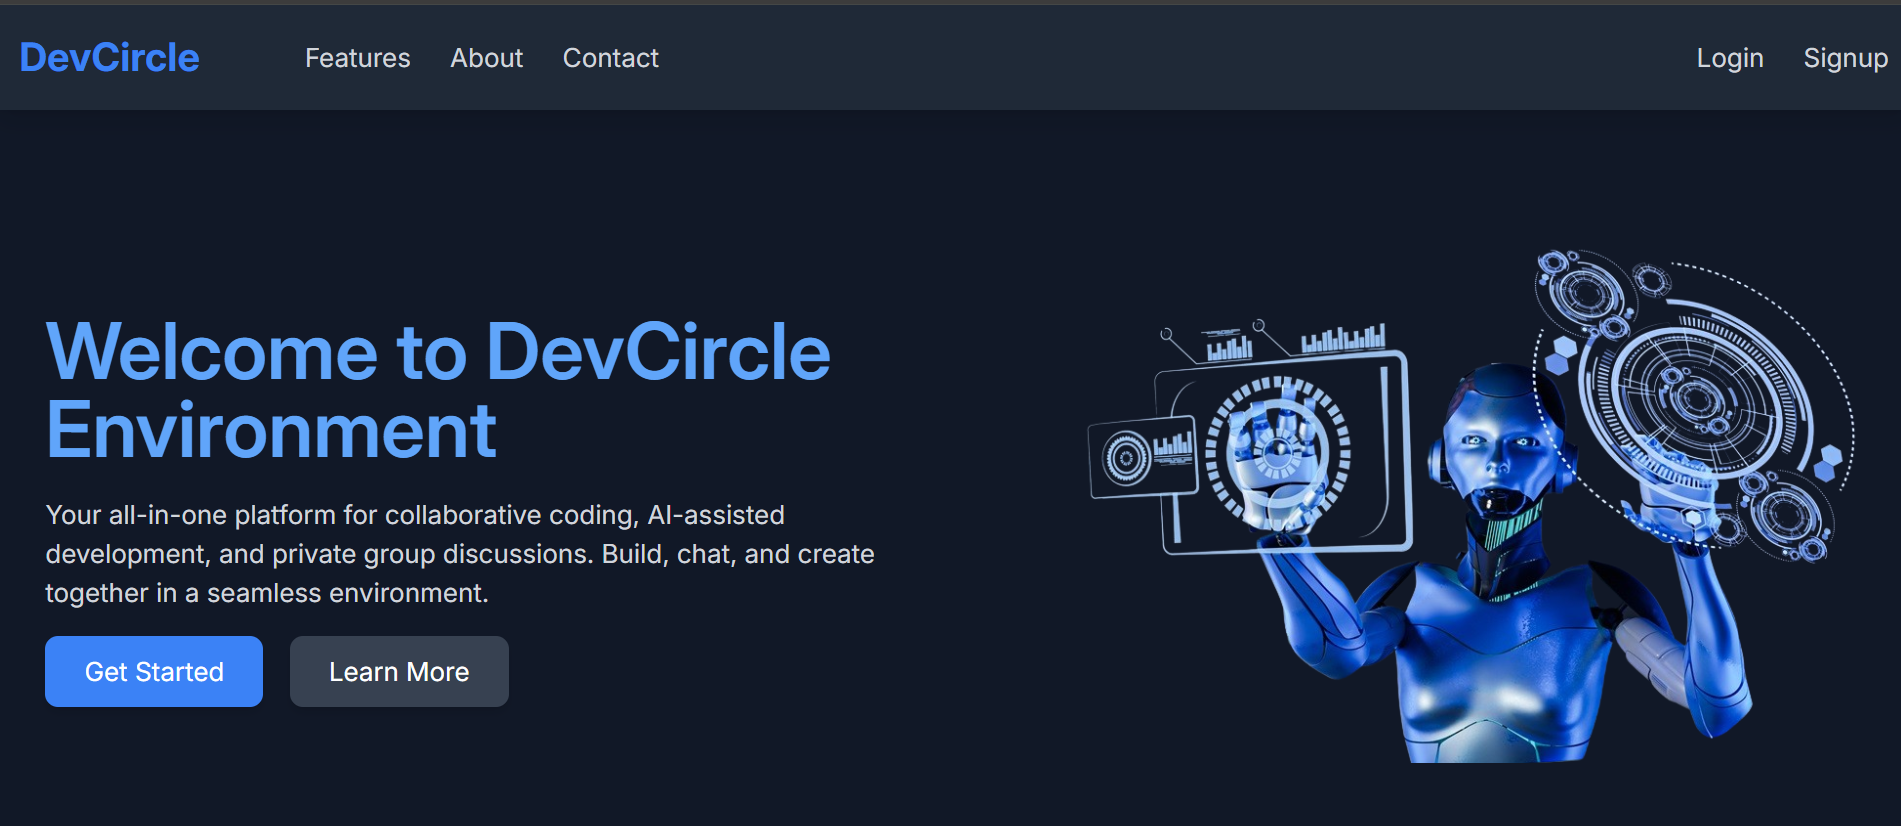 DevCircle
Features
About
Contact
Login
Signup
Welcome to DevCircle
Environment
Your all-in-one platform for collaborative coding, AI-assisted
development, and private group discussions. Build, chat, and create
together in a seamless environment.
Get Started
Learn More